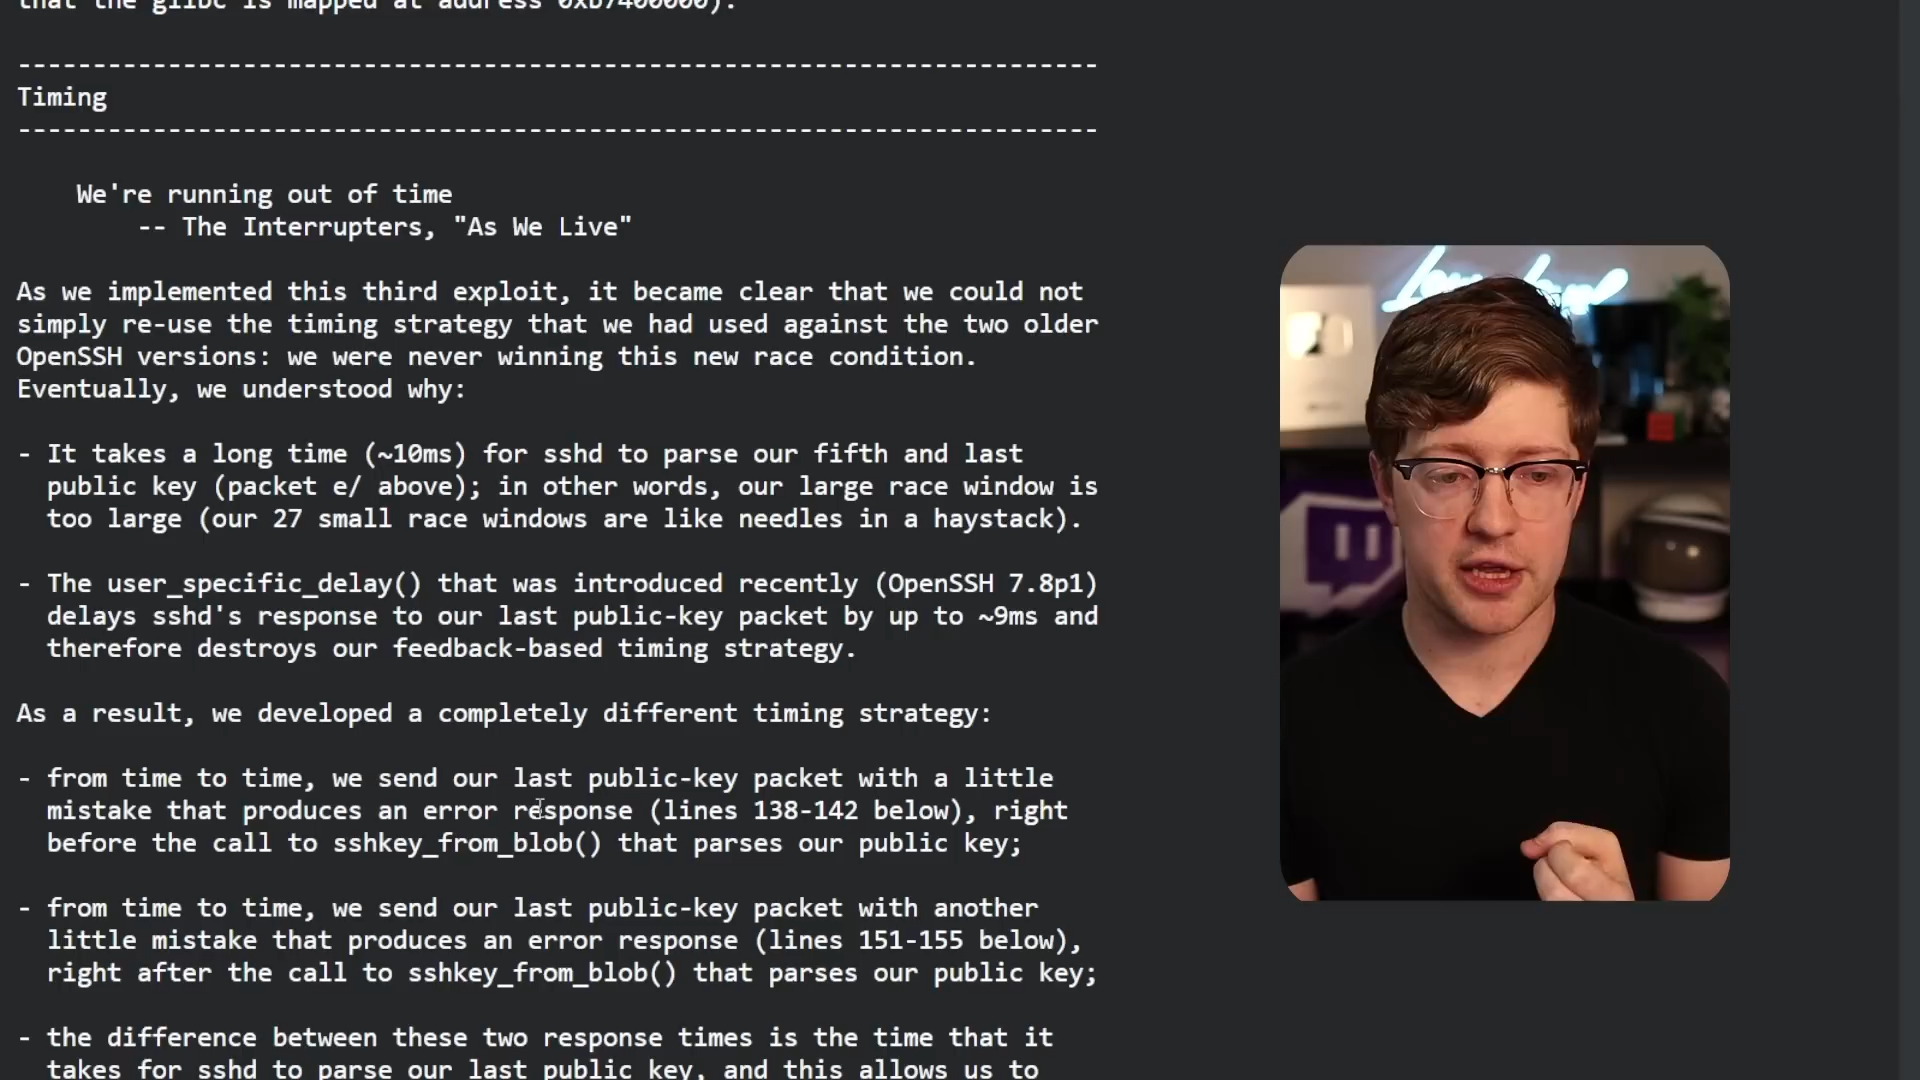 that the glibc is mapped at address 0xb7400000).
------------------------------------------------------------------------
Timing
------------------------------------------------------------------------
We're running out of time
-- The Interrupters, "As We Live"
As we implemented this third exploit, it became clear that we could not
simply re-use the timing strategy that we had used against the two older
OpenSSH versions: we were never winning this new race condition.
Eventually, we understood why:
- It takes a long time (~10ms) for sshd to parse our fifth and last
public key (packet e/ above); in other words, our large race window is
too large (our 27 small race windows are like needles in a haystack).
- The user_specific_delay() that was introduced recently (OpenSSH 7.8p1)
delays sshd's response to our last public-key packet by up to ~9ms and
therefore destroys our feedback-based timing strategy.
As a result, we developed a completely different timing strategy:
- from time to time, we send our last public-key packet with a little
mistake that produces an error response (lines 138-142 below), right
before the call to sshkey_from_blob() that parses our public key;
- from time to time, we send our last public-key packet with another
little mistake that produces an error response (lines 151-155 below),
right after the call to sshkey_from_blob() that parses our public key;
- the difference between these two response times is the time that it
takes for sshd to parse our last public key, and this allows us to